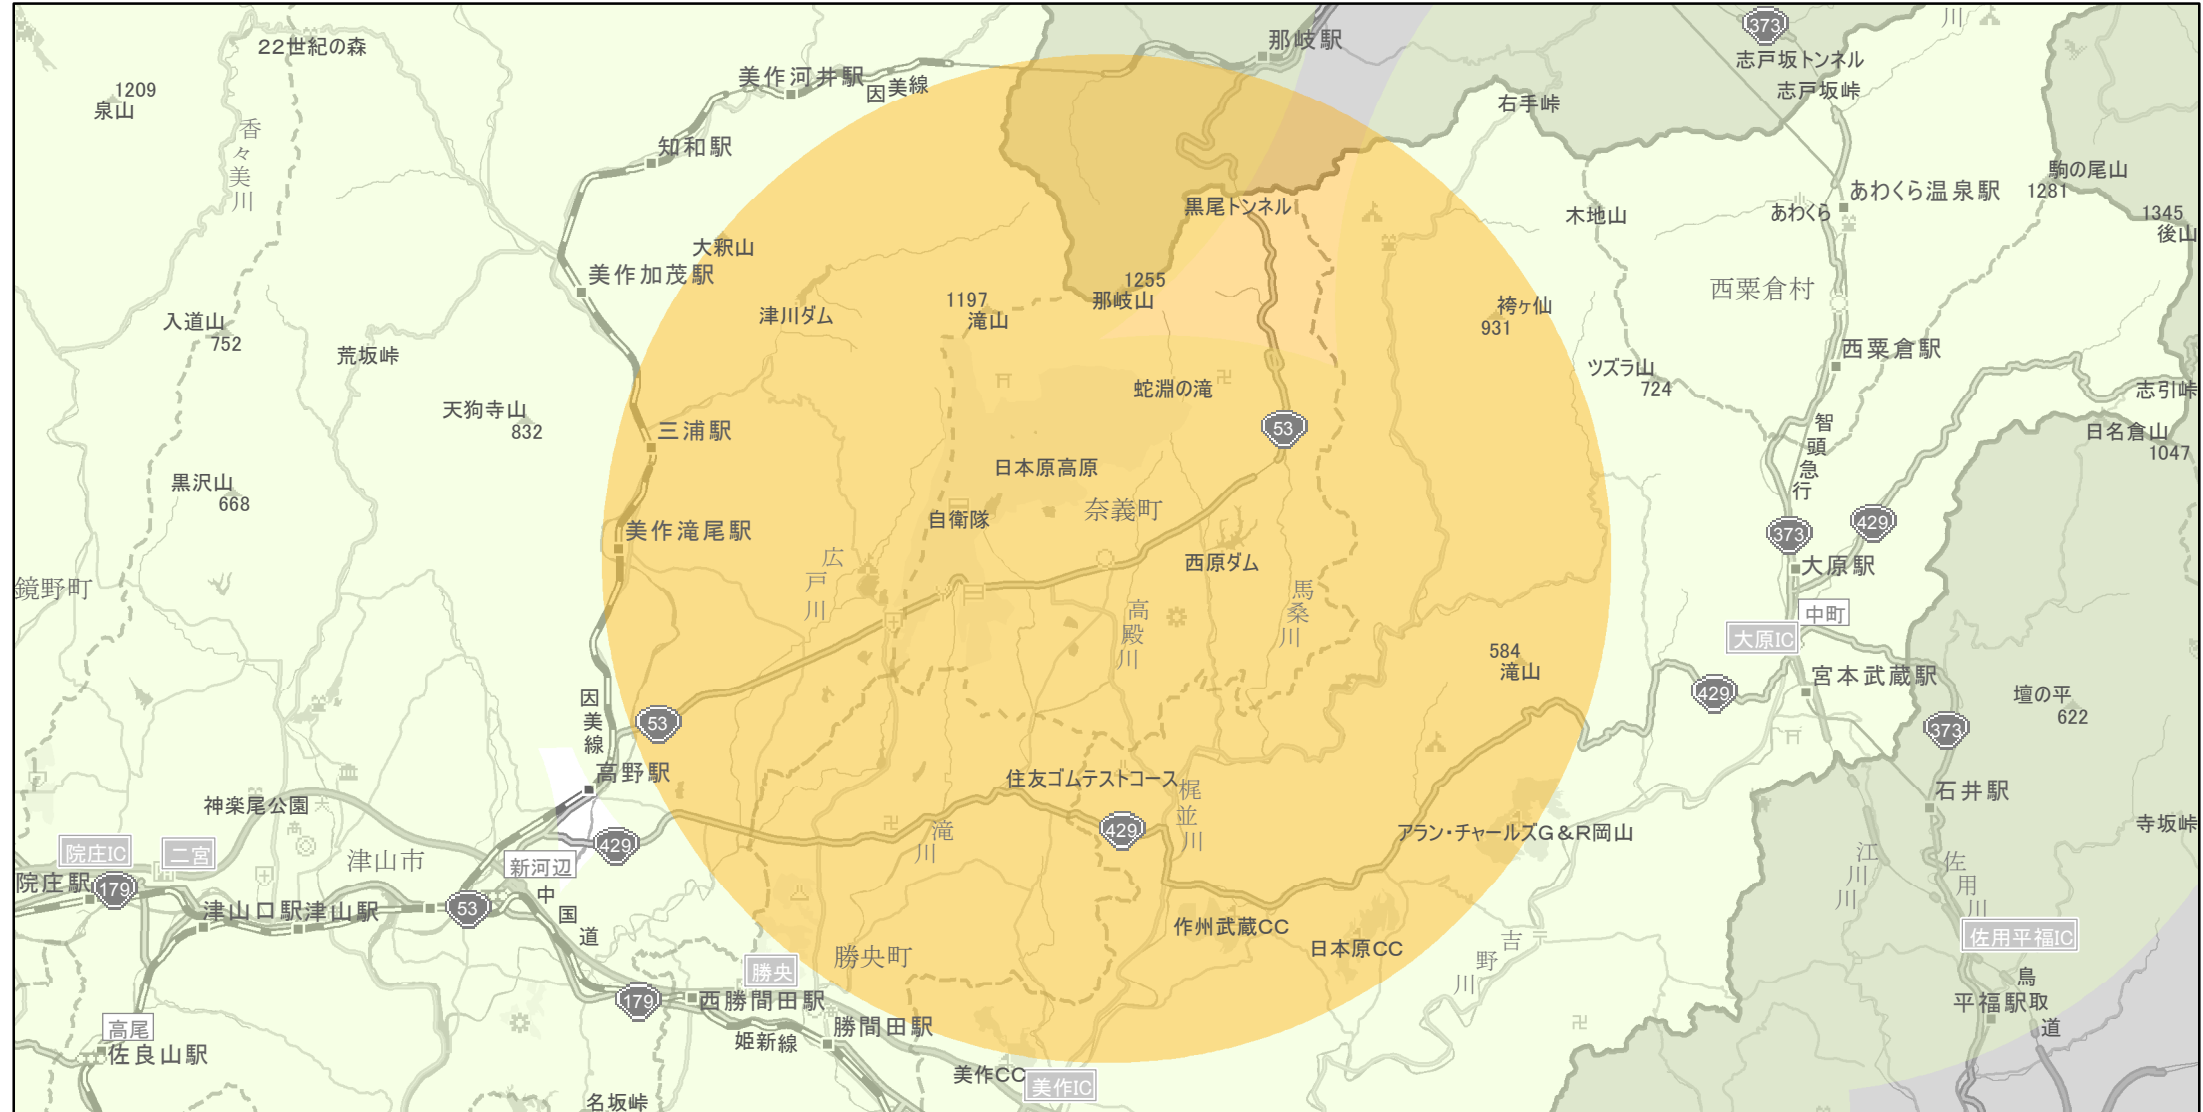 那岐駅
373
川
22世紀の森
志戸坂トンネル
美作河井駅
因美線
志戸坂峠
1209
泉山
右手峠
香々美川
知和駅
駒の尾山
1281
あわくら温泉駅
あわくら
木地山
黒尾トンネル
1345
後山
大釈山
美作加茂駅
1255
那岐山
西粟倉村
1197
滝山
袴ヶ仙
931
津川ダム
入道山
752
荒坂峠
西粟倉駅
ツズラ山
724
蛇淵の滝
志引峠
天狗寺山
832
三浦駅
53
智頭急行
日名倉山
1047
日本原高原
黒沢山
668
奈義町
自衛隊
美作滝尾駅
373
429
広戸川
西原ダム
大原駅
鏡野町
馬桑川
高殿川
中町
大原IC
584
滝山
宮本武蔵駅
429
壇の平
622
因美線
53
373
高野駅
住友ゴムテストコース
梶並川
石井駅
神楽尾公園
429
滝川
429
アラン・チャールズG&R岡山
寺坂峠
院庄IC
二宮
津山市
新河辺
江川川
佐用川
院庄駅
179
津山口駅
津山駅
53
中国道
作州武蔵CC
日本原CC
吉野川
佐用平福IC
勝央町
勝央
鳥取道
179
西勝間田駅
平福駅
高尾
佐良山駅
勝間田駅
姫新線
美作CC
美作IC
名坂峠